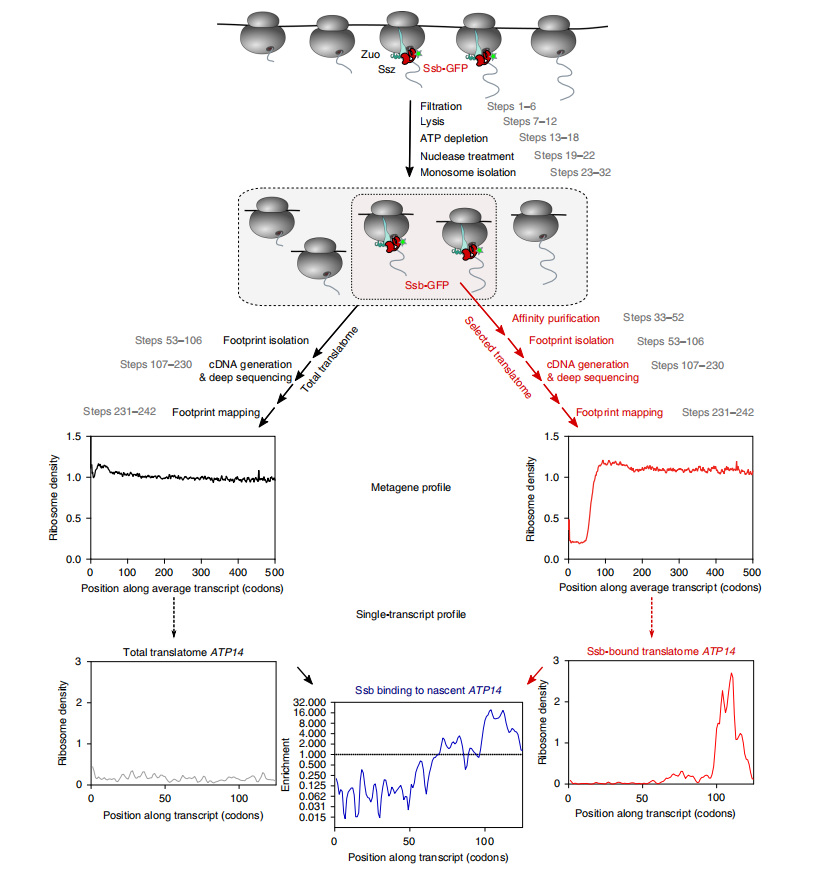 Zuo
Ssz
Ssb-GFP
Filtration Steps 1–6
Lysis Steps 7–12
ATP depletion Steps 13–18
Nuclease treatment Steps 19–22
Monosome isolation Steps 23–32
Ssb-GFP
Total translatome
Selected translatome
Steps 53–106 Footprint isolation
Steps 107–230 cDNA generation
& deep sequencing
Steps 231–242 Footprint mapping
Affinity purification Steps 33–52
Footprint isolation Steps 53–106
cDNA generation Steps 107–230
& deep sequencing
Footprint mapping Steps 231–242
Ribosome density
1.5
1.0
0.5
0.0
0 100 200 300 400 500
Position along average transcript (codons)
Metagene profile
Ribosome density
1.5
1.0
0.5
0.0
0 100 200 300 400 500
Position along average transcript (codons)
Single-transcript profile
Total translatome ATP14
Ribosome density
3
2
1
0
0 50 100
Position along transcript (codons)
Ssb binding to nascent ATP14
Enrichment
32.000
16.000
8.000
4.000
2.000
1.000
0.500
0.250
0.125
0.062
0.031
0.015
0 50 100
Position along transcript (codons)
Ssb-bound translatome ATP14
Ribosome density
3
2
1
0
0 50 100
Position along transcript (codons)